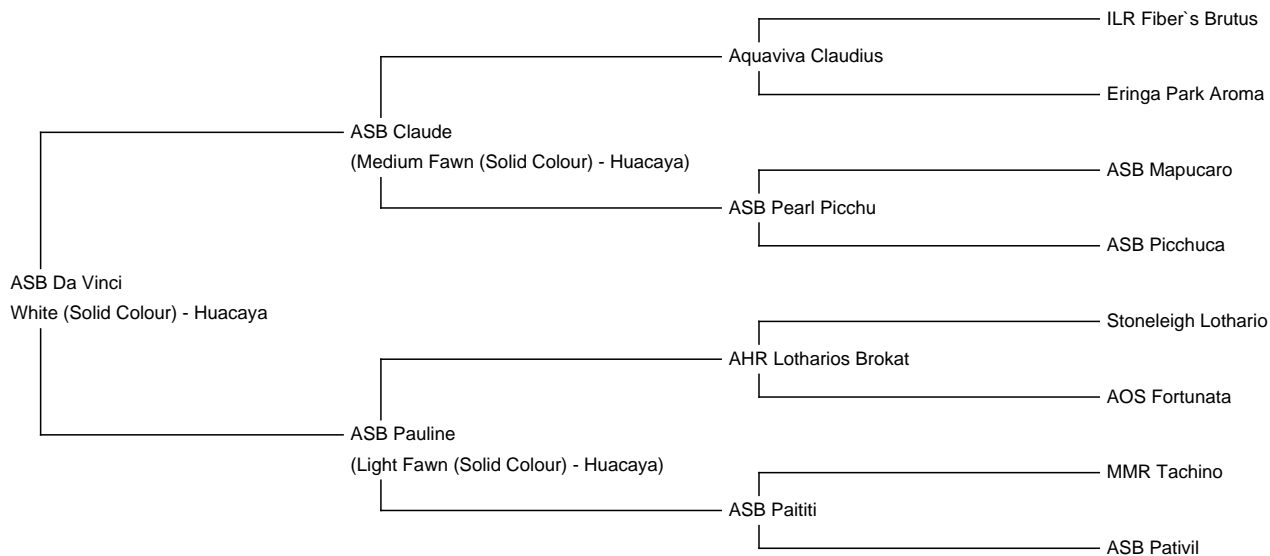 ILR Fiber`s Brutus
Aquaviva Claudius
Eringa Park Aroma
ASB Claude
(Medium Fawn (Solid Colour) - Huacaya)
ASB Mapucaro
ASB Pearl Picchu
ASB Picchuca
ASB Da Vinci
White (Solid Colour) - Huacaya
Stoneleigh Lothario
AHR Lotharios Brokat
AOS Fortunata
ASB Pauline
(Light Fawn (Solid Colour) - Huacaya)
MMR Tachino
ASB Paititi
ASB Pativil